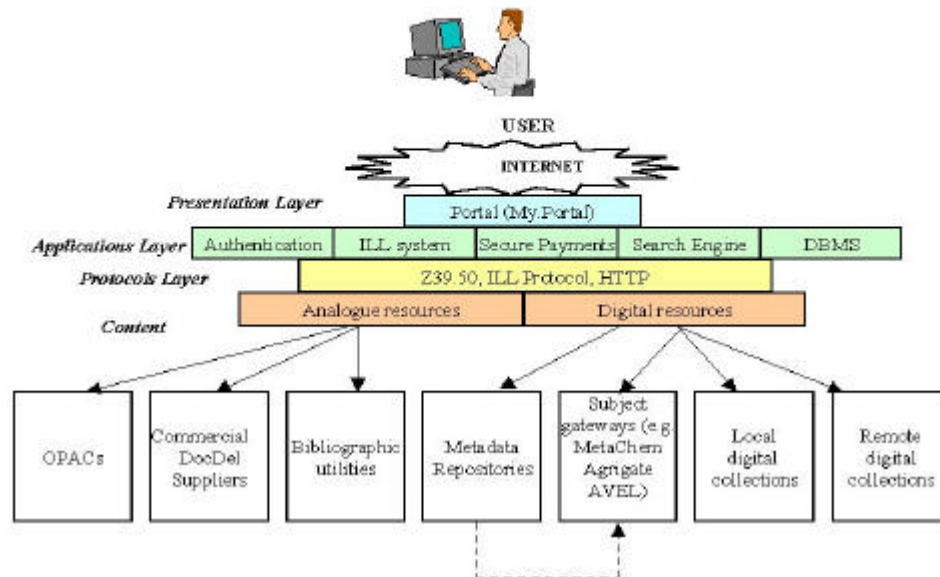 USER
INTERNET
Presentation Layer
Portal (My.Portal)
Applications Layer
Authentication
ILL system
Secure Payments
Search Engine
DBMS
Protocols Layer
Z39.50, ILL Protocol, HTTP
Content
Analogue resources
Digital resources
OPACs
Commercial
DocDel
Suppliers
Bibliographic
utilities
Metadata
Repositories
Subject
gateways (e.g.
MetaChem
Agrigate
AVEL)
Local
digital
collections
Remote
digital
collections